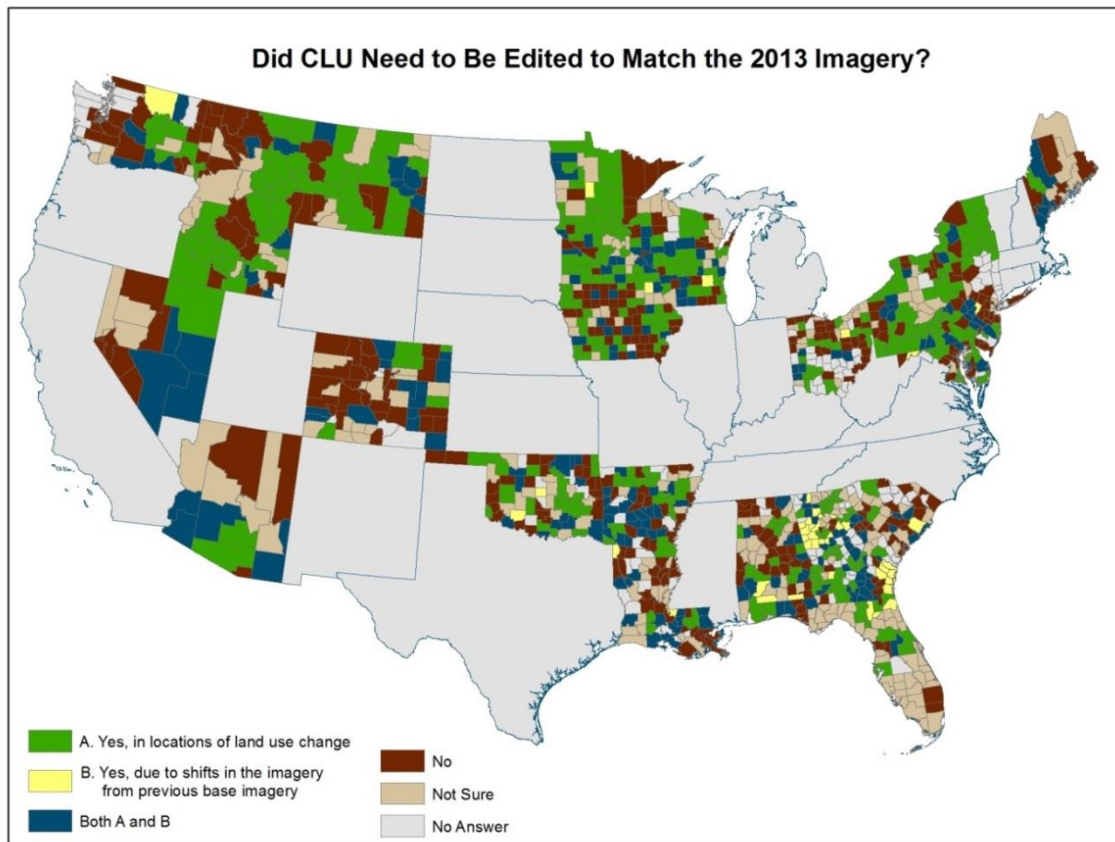 Did CLU Need to Be Edited to Match the 2013 Imagery?
A. Yes, in locations of land use change
B. Yes, due to shifts in the imagery
from previous base imagery
Both A and B
No
Not Sure
No Answer